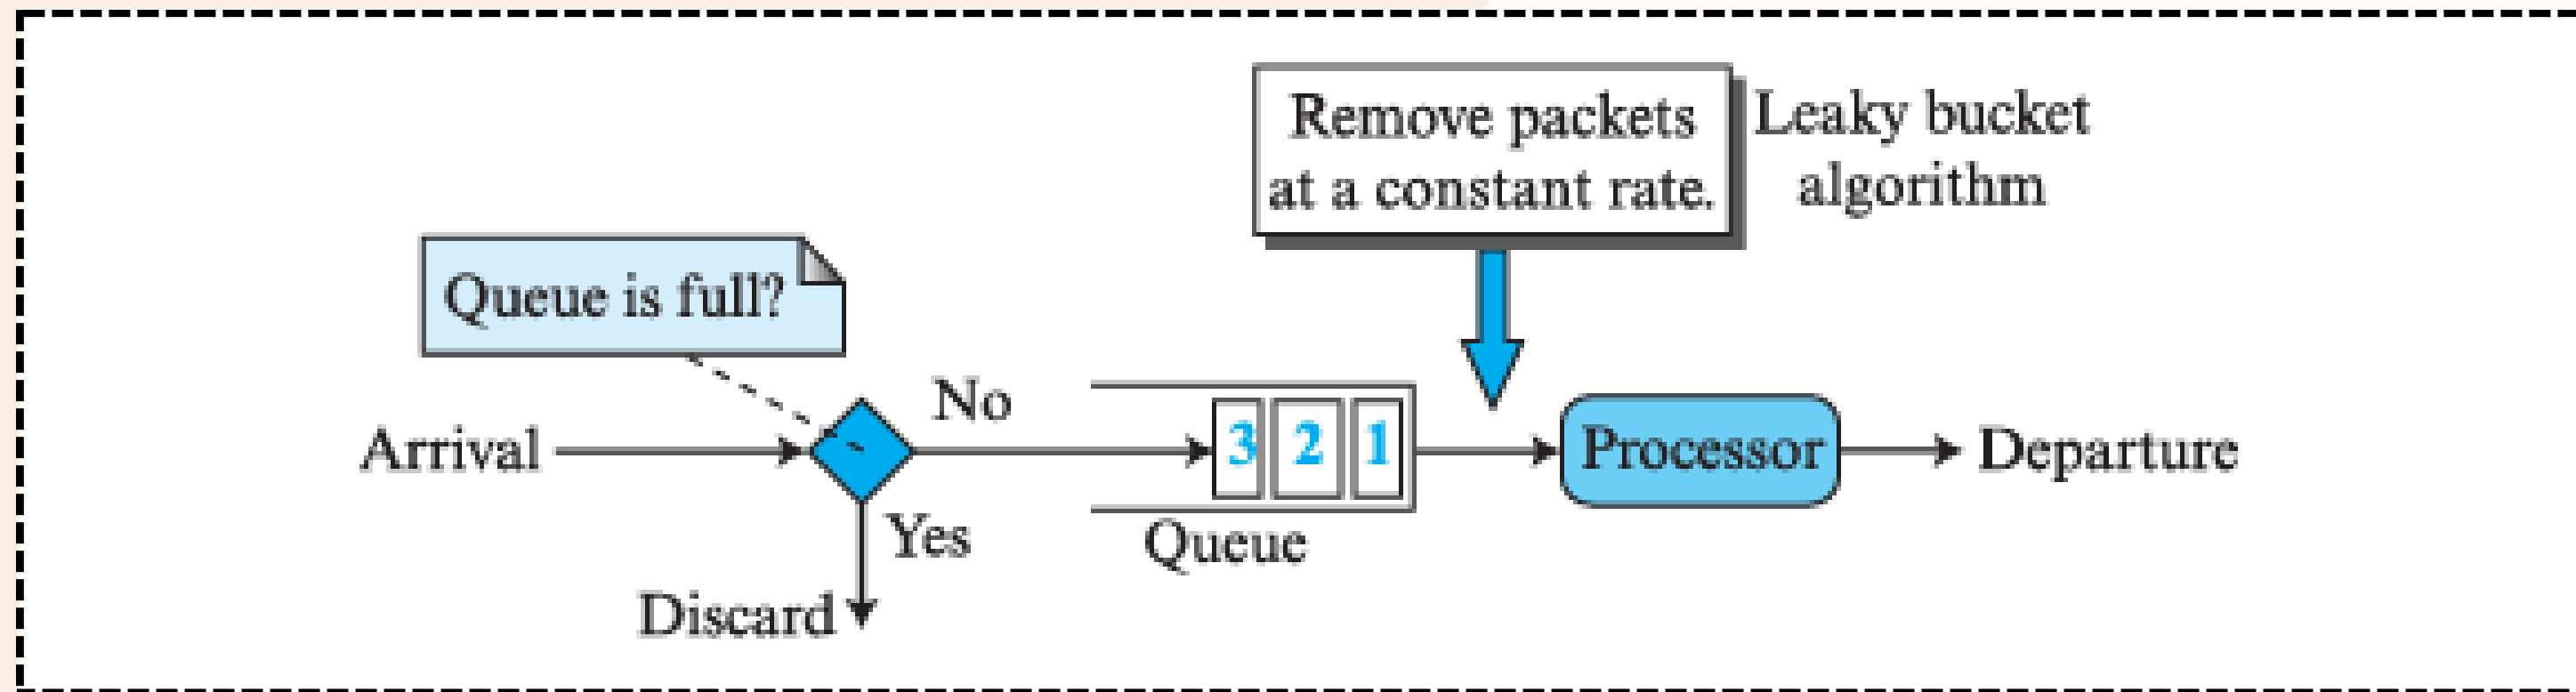 Remove packets
at a constant rate.
Leaky bucket
algorithm
Queue is full?
No
Arrival
3 2 1
Processor
Departure
Yes
Queue
Discard